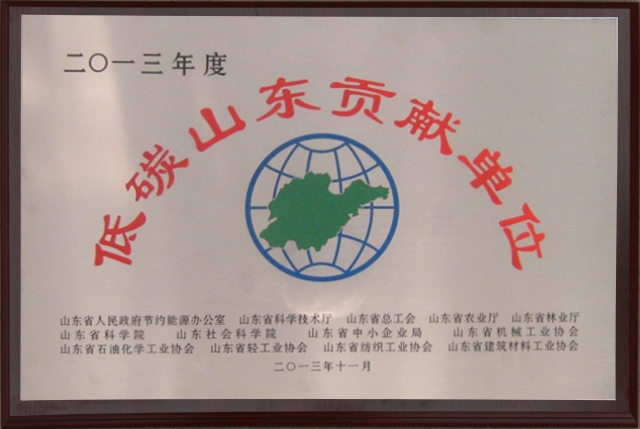 二〇一三年度
低碳山东贡献单位
山东省人民政府节约能源办公室 山东省科学技术厅 山东省总工会 山东省农业厅 山东省林业厅
山东省科学院 山东社会科学院 山东省中小企业局 山东省机械工业协会
山东省石油化学工业协会 山东省轻工业协会 山东省纺织工业协会 山东省建筑材料工业协会
二〇一三年十一月